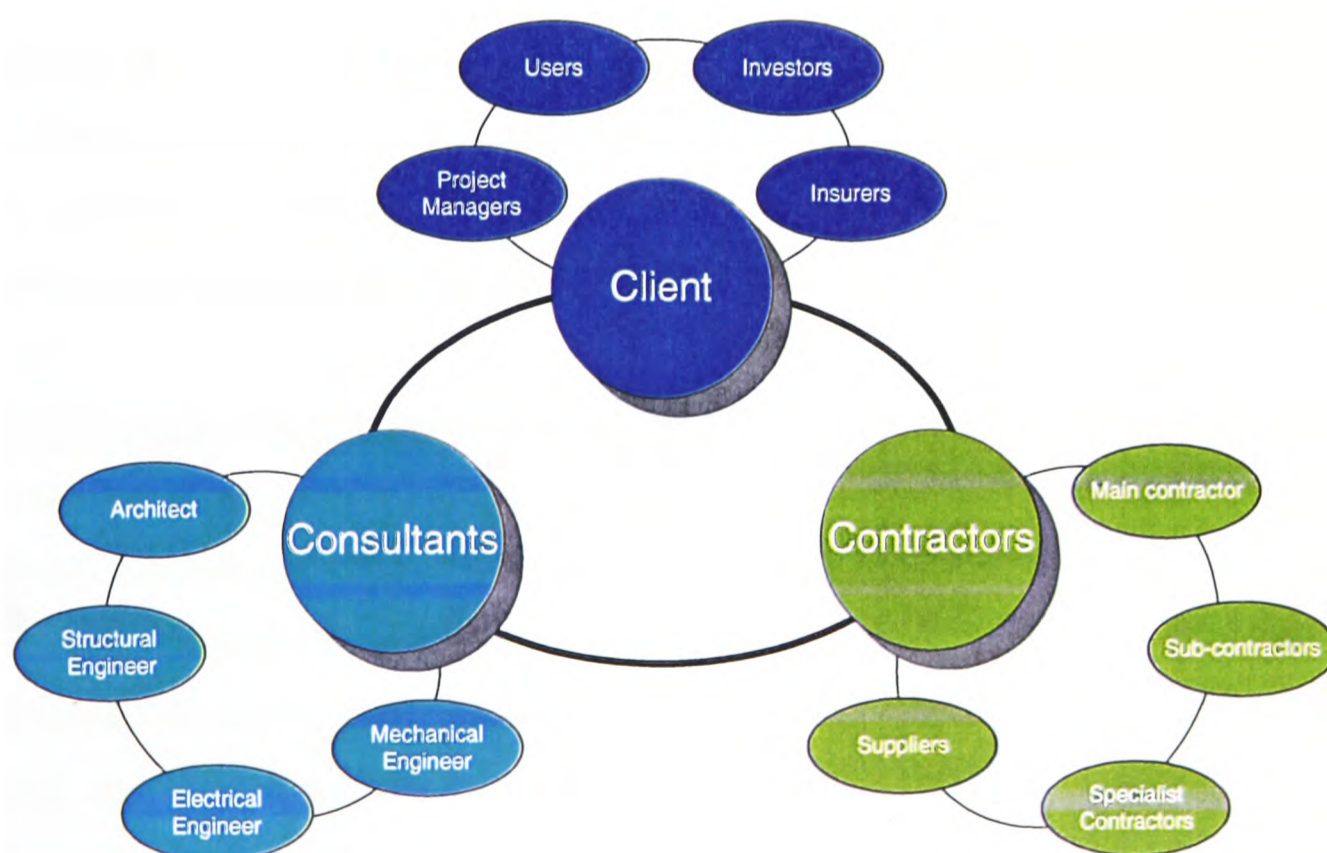 Users
Investors
Project
Managers
Insurers
Client
Architect
Consultants
Contractors
Main contractor
Structural
Engineer
Sub-contractors
Mechanical
Engineer
Suppliers
Electrical
Engineer
Specialist
Contractors